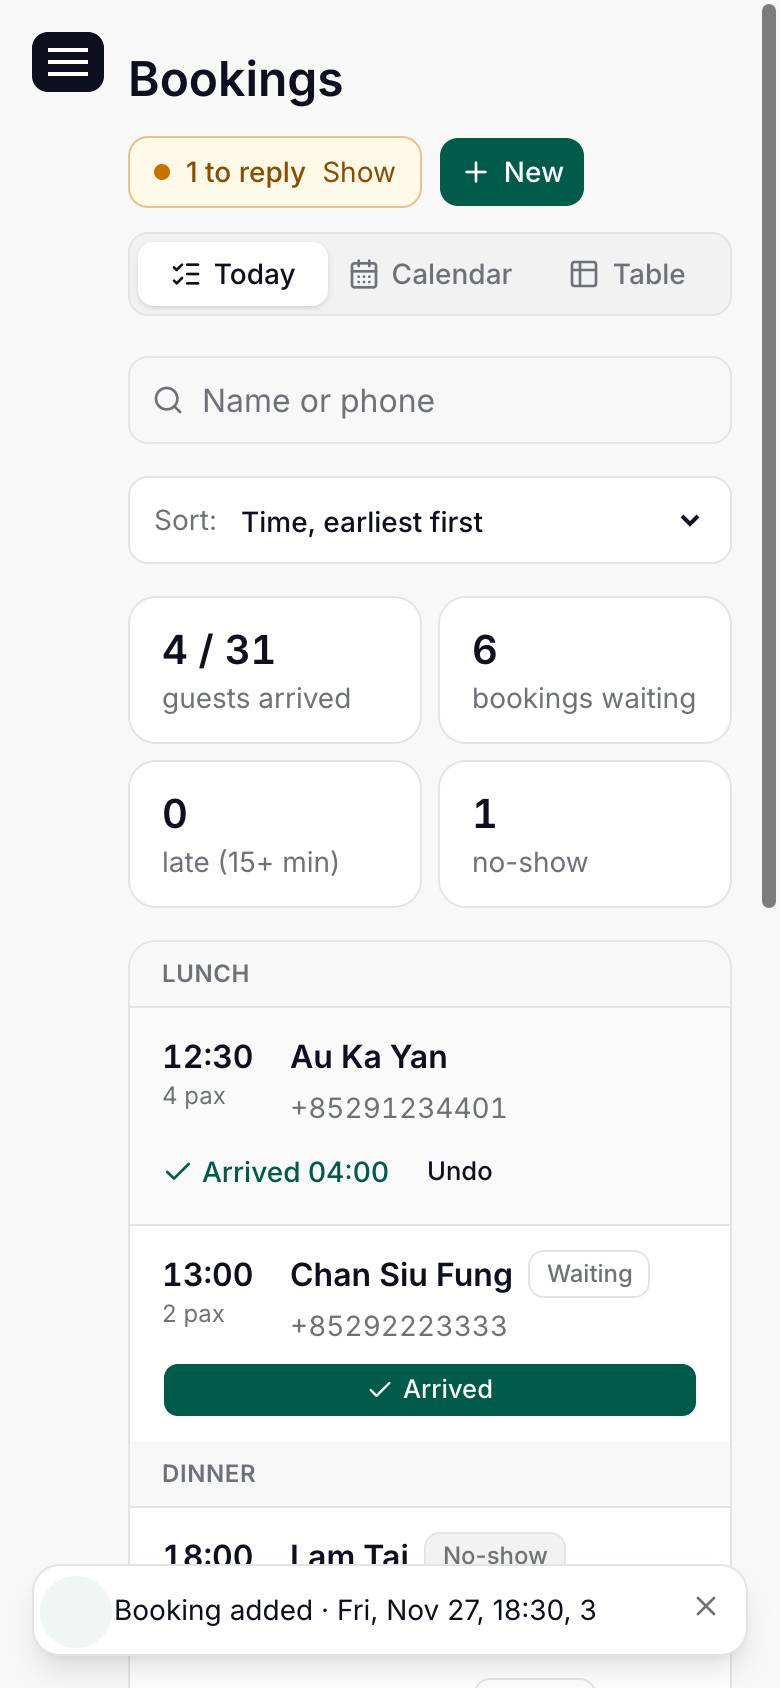 Bookings
1 to reply Show
+ New
Today
Calendar
Table
Name or phone
Sort: Time, earliest first
4 / 31
guests arrived
6
bookings waiting
0
late (15+ min)
1
no-show
LUNCH
12:30 Au Ka Yan
4 pax
+85291234401
Arrived 04:00 Undo
13:00 Chan Siu Fung Waiting
2 pax
+85292223333
Arrived
DINNER
18:00 Lam Tai No-show
Booking added · Fri, Nov 27, 18:30, 3